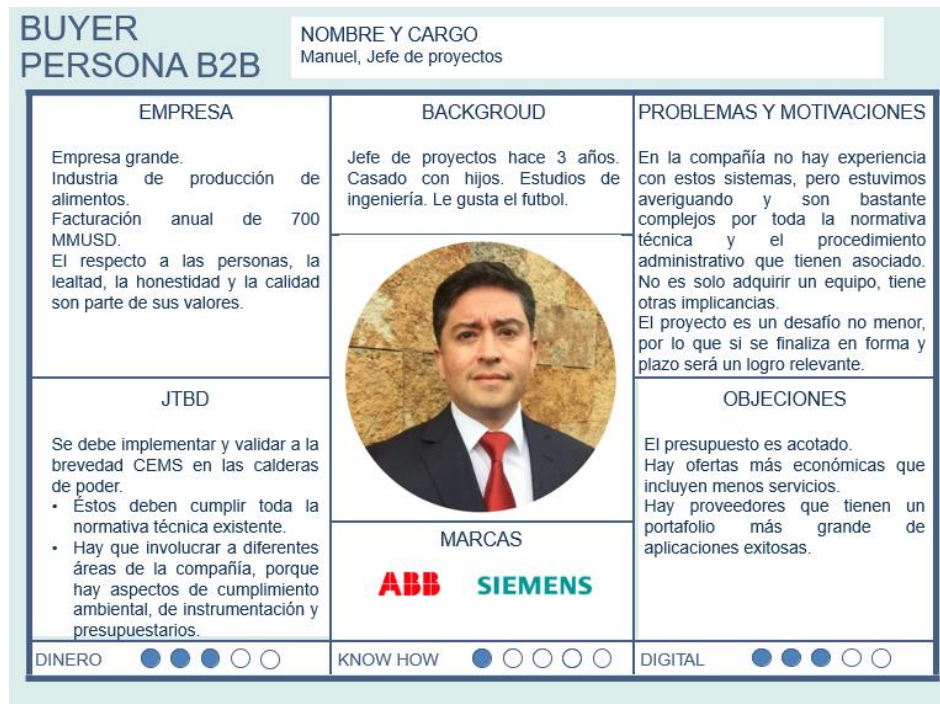 BUYER
PERSONA B2B
NOMBRE Y CARGO
Manuel, Jefe de proyectos
EMPRESA
Empresa grande.
Industria de producción de
alimentos.
Facturación anual de 700
MMUSD.
El respecto a las personas, la
lealtad, la honestidad y la calidad
son parte de sus valores.
BACKGROUD
Jefe de proyectos hace 3 años.
Casado con hijos. Estudios de
ingeniería. Le gusta el futbol.
PROBLEMAS Y MOTIVACIONES
En la compañía no hay experiencia
con estos sistemas, pero estuvimos
averiguando y son bastante
complejos por toda la normativa
técnica y el procedimiento
administrativo que tienen asociado.
No es solo adquirir un equipo, tiene
otras implicancias.
El proyecto es un desafío no menor,
por lo que si se finaliza en forma y
plazo será un logro relevante.
JTBD
Se debe implementar y validar a la
brevedad CEMS en las calderas
de poder.
• Éstos deben cumplir toda la
normativa técnica existente.
• Hay que involucrar a diferentes
áreas de la compañía, porque
hay aspectos de cumplimiento
ambiental, de instrumentación y
presupuestarios.
MARCAS
ABB SIEMENS
OBJECIONES
El presupuesto es acotado.
Hay ofertas más económicas que
incluyen menos servicios.
Hay proveedores que tienen un
portafolio más grande de
aplicaciones exitosas.
DINERO
KNOW HOW
DIGITAL